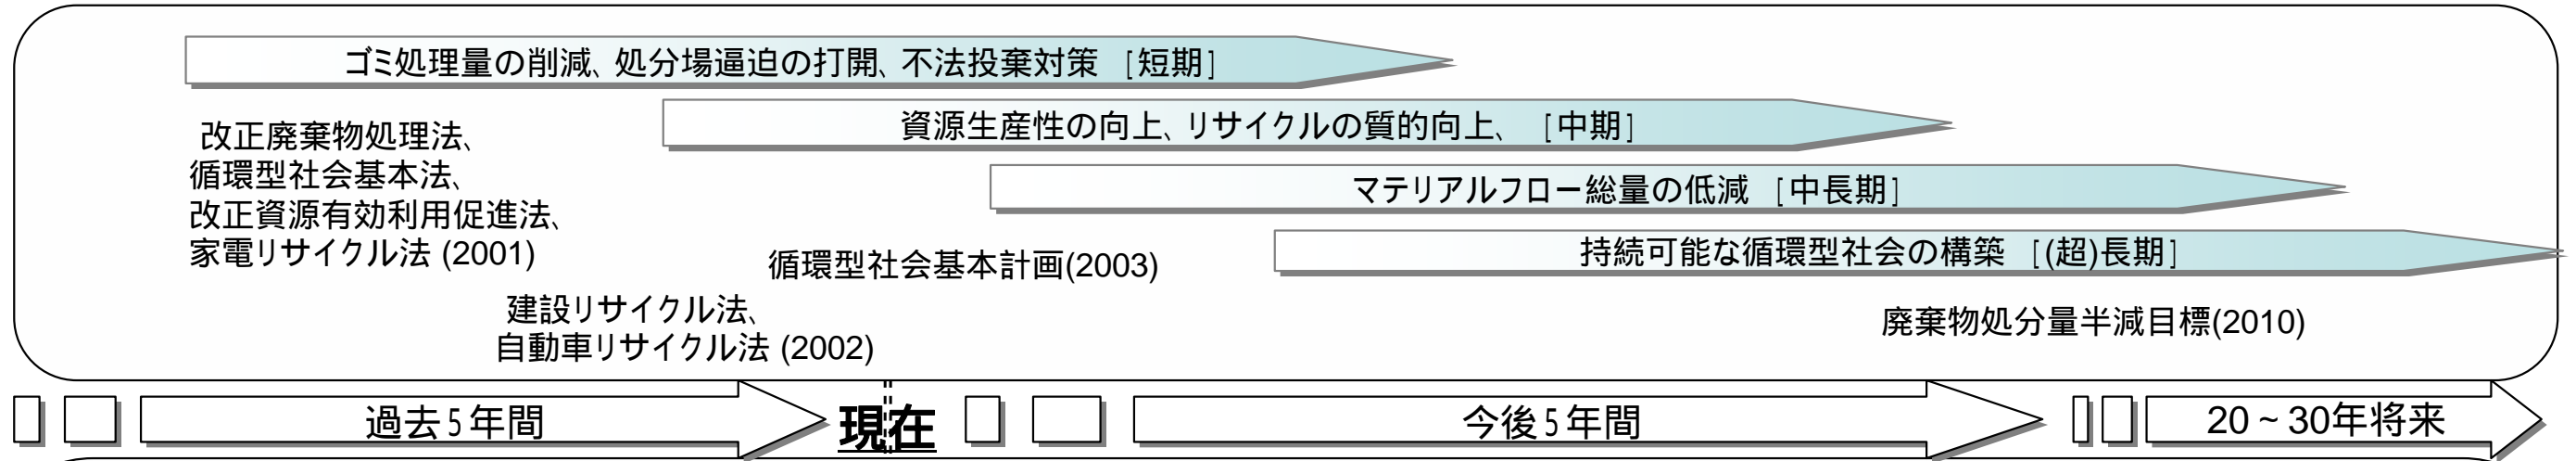 ゴミ処理量の削減、処分場逼迫の打開、不法投棄対策 [短期]
資源生産性の向上、リサイクルの質的向上、 [中期]
改正廃棄物処理法、
循環型社会基本法、
改正資源有効利用促進法、
家電リサイクル法 (2001)
マテリアルフロー総量の低減 [中長期]
持続可能な循環型社会の構築 [(超)長期]
循環型社会基本計画(2003)
建設リサイクル法、
自動車リサイクル法 (2002)
廃棄物処分量半減目標(2010)
過去5年間
現在
今後5年間
20~30年将来